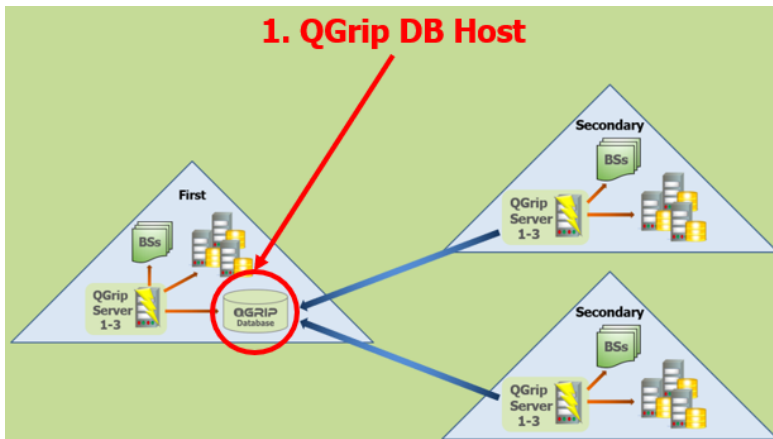 1. QGrip DB Host
First
BSs
QGrip
Server
1-3
QGRIP
Database
Secondary
BSs
QGrip
Server
1-3
Secondary
BSs
QGrip
Server
1-3